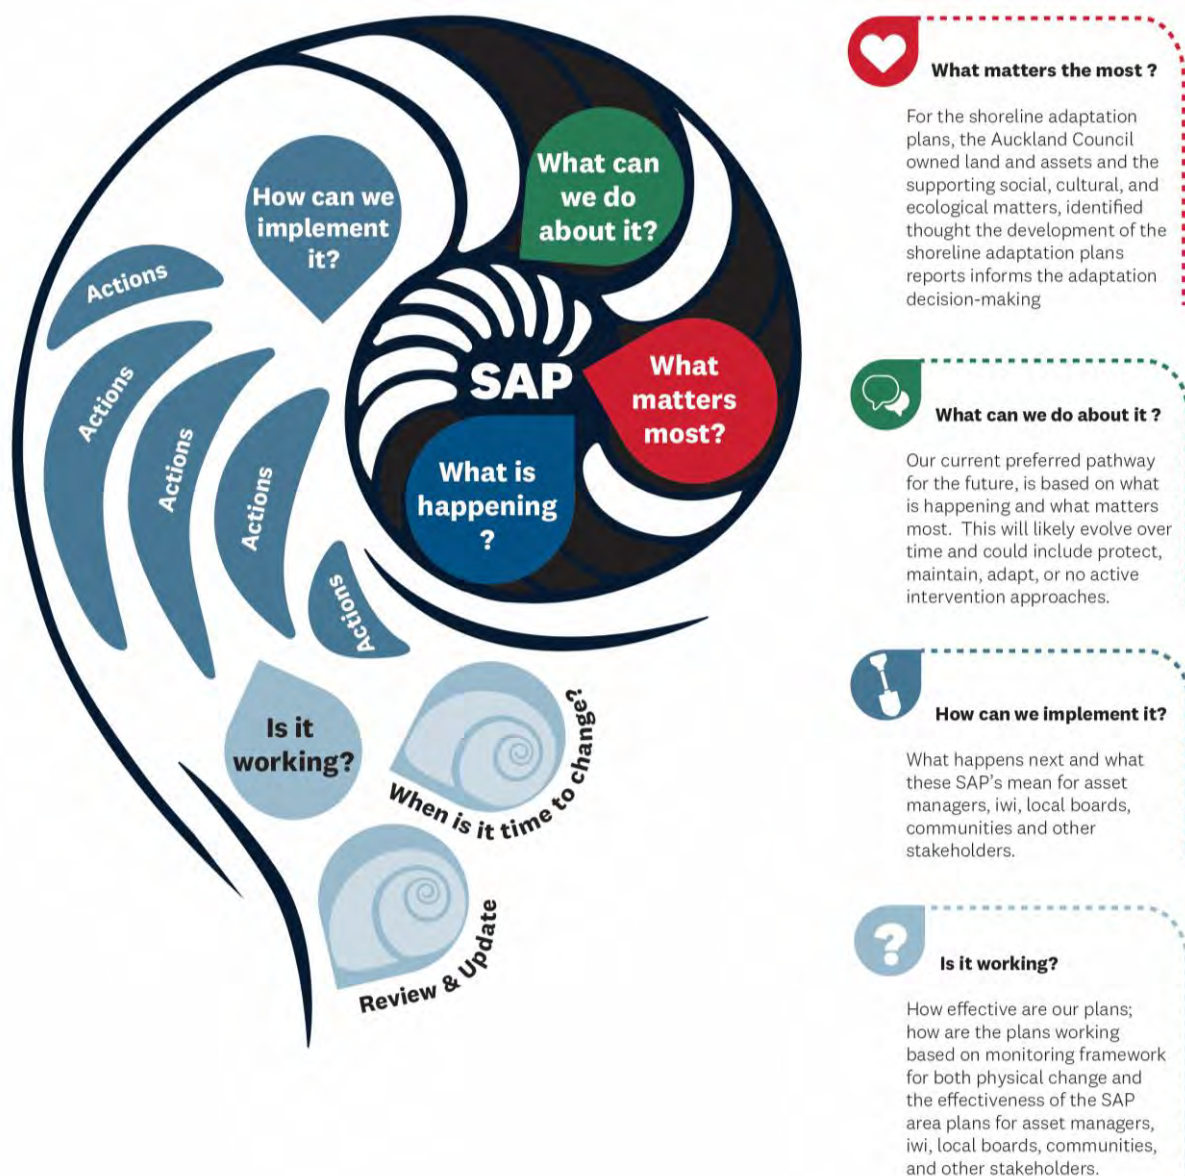 What can
we do
about it?
How can we
implement
it?
Actions
Actions
Actions
Actions
Actions
SAP
What
matters
most?
What is
happening
?
Is it
working?
When is it time to change?
Review & Update
What matters the most ?
For the shoreline adaptation
plans, the Auckland Council
owned land and assets and the
supporting social, cultural, and
ecological matters, identified
thought the development of the
shoreline adaptation plans
reports informs the adaptation
decision-making
What can we do about it ?
Our current preferred pathway
for the future, is based on what
is happening and what matters
most. This will likely evolve over
time and could include protect,
maintain, adapt, or no active
intervention approaches.
How can we implement it?
What happens next and what
these SAP's mean for asset
managers, iwi, local boards,
communities and other
stakeholders.
?
Is it working?
How effective are our plans;
how are the plans working
based on monitoring framework
for both physical change and
the effectiveness of the SAP
area plans for asset managers,
iwi, local boards, communities,
and other stakeholders.